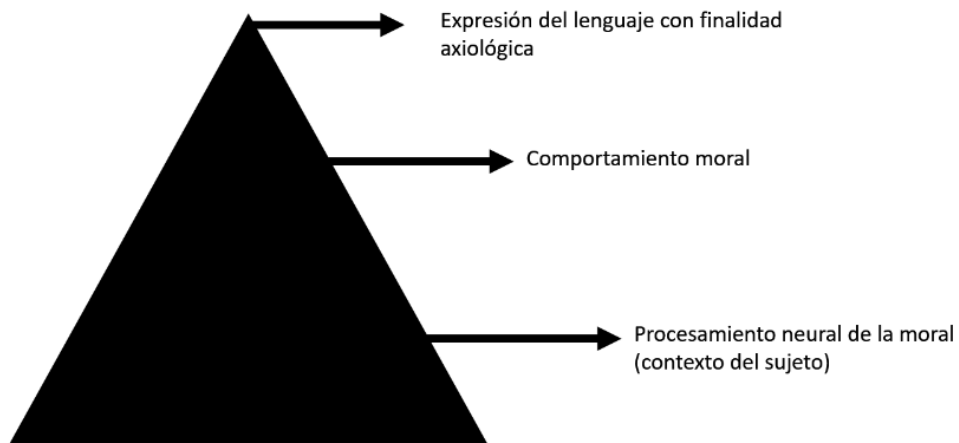 Expresión del lenguaje con finalidad
axiológica
Comportamiento moral
Procesamiento neural de la moral
(contexto del sujeto)